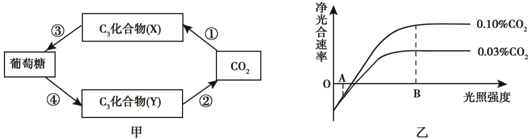 ③
C₃化合物(X)
①
葡萄糖
CO₂
④
C₃化合物(Y)
②
甲
净光合速率
0.10%CO₂
0.03%CO₂
O
A
B
光照强度
乙